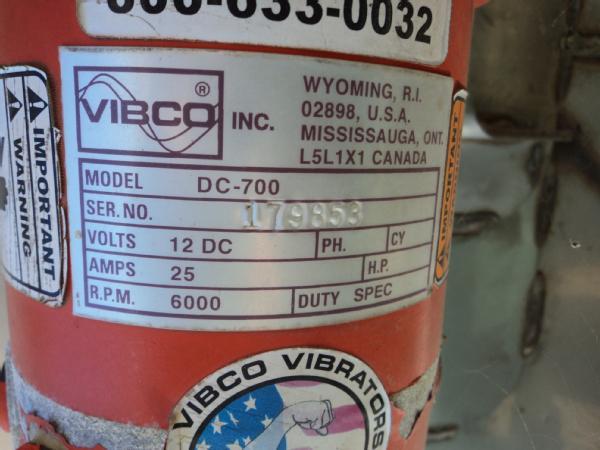 800-633-0032
VIBCO ® INC.
WYOMING, R.I.
02898, U.S.A.
MISSISSAUGA, ONT.
L5L1X1 CANADA
MODEL DC-700
SER. NO. 179853
VOLTS 12 DC PH. CY
AMPS 25 H.P.
R.P.M. 6000 DUTY SPEC
IMPORTANT
WARNING
IMPORTANT
VIBCO VIBRATORS